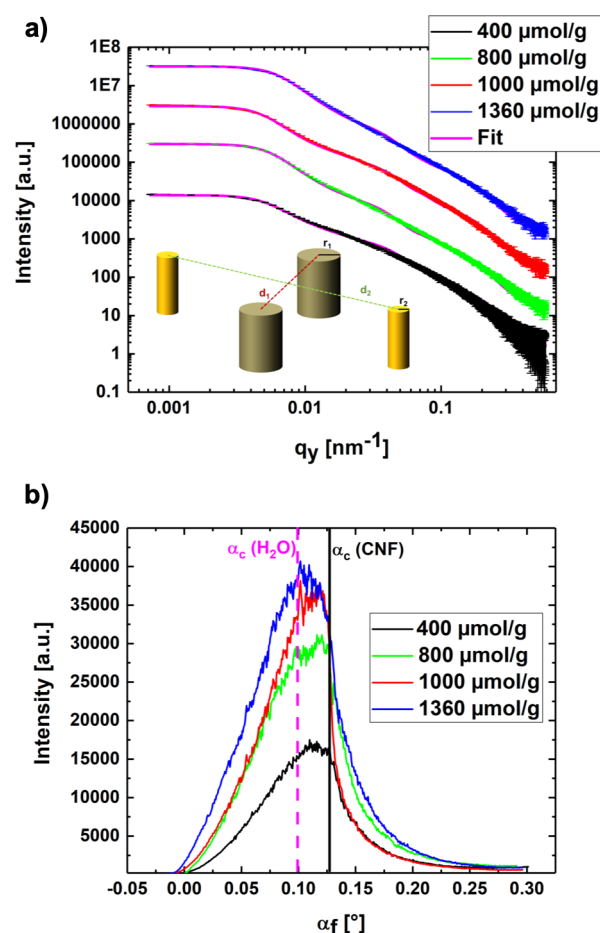 a)
400 µmol/g
800 µmol/g
1000 µmol/g
1360 µmol/g
Fit
1E8
1E7
1000000
100000
10000
1000
100
10
1
0.1
Intensity [a.u.]
r₁
d₁
d₂
r₂
0.001 0.01 0.1
qy [nm⁻¹]
b)
45000
40000
35000
30000
25000
20000
15000
10000
5000
Intensity [a.u.]
αc (H₂O)
αc (CNF)
400 µmol/g
800 µmol/g
1000 µmol/g
1360 µmol/g
-0.05 0.00 0.05 0.10 0.15 0.20 0.25 0.30
αf [°]